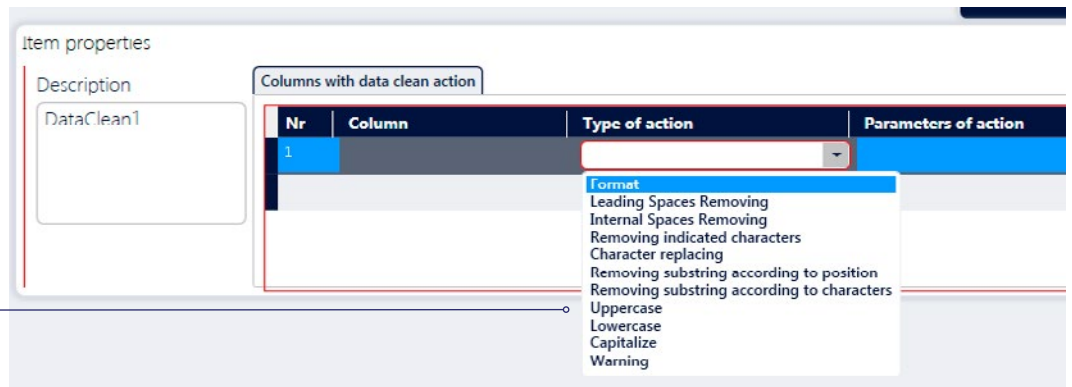 Item properties
Description
Columns with data clean action
DataClean1
Nr Column Type of action Parameters of action
1
Format
Leading Spaces Removing
Internal Spaces Removing
Removing indicated characters
Character replacing
Removing substring according to position
Removing substring according to characters
Uppercase
Lowercase
Capitalize
Warning